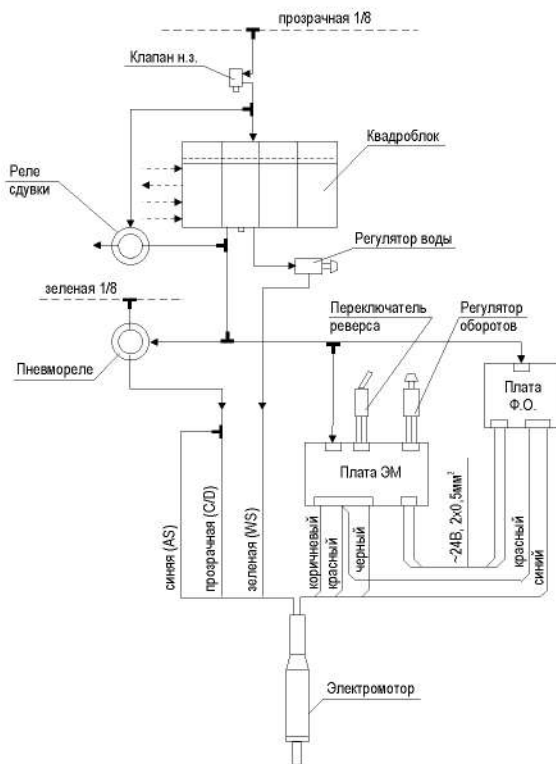 прозрачная 1/8
Клапан н.з.
Квадроблок
Реле
сдувки
Регулятор воды
зеленая 1/8
Переключатель
реверса
Регулятор
оборотов
Пневмореле
Плата
Ф.О.
Плата ЭМ
синяя (AS)
прозрачная (C/D)
зеленая (WS)
коричневый
красный
черный
~24В, 2х0,5мм²
красный
синий
Электромотор